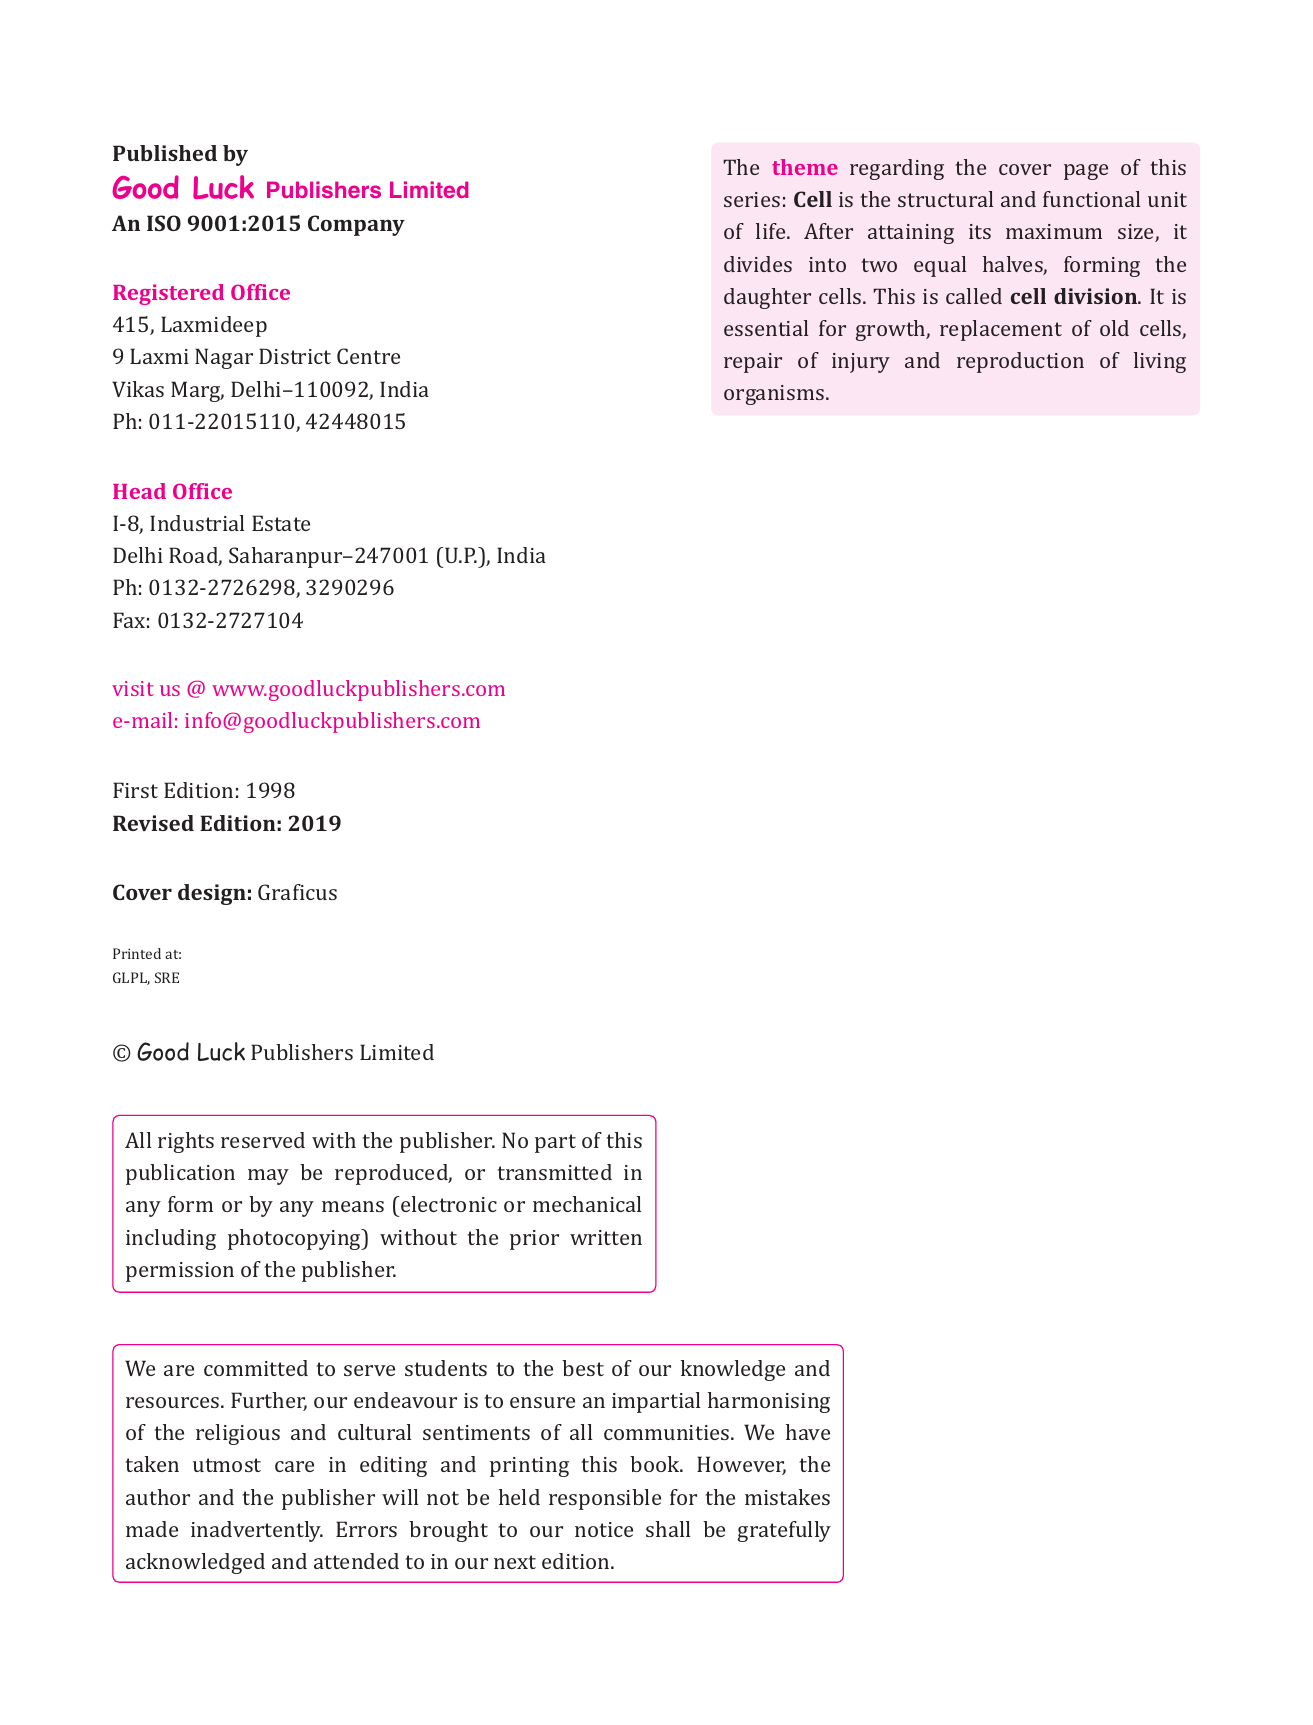 Published by
Good Luck Publishers Limited
An ISO 9001:2015 Company
Registered Office
415, Laxmideep
9 Laxmi Nagar District Centre
Vikas Marg, Delhi–110092, India
Ph: 011-22015110, 42448015
Head Office
I-8, Industrial Estate
Delhi Road, Saharanpur–247001 (U.P.), India
Ph: 0132-2726298, 3290296
Fax: 0132-2727104
visit us @ www.goodluckpublishers.com
e-mail: info@goodluckpublishers.com
First Edition: 1998
Revised Edition: 2019
Cover design: Graficus
Printed at:
GLPL, SRE
© Good Luck Publishers Limited
All rights reserved with the publisher. No part of this
publication may be reproduced, or transmitted in
any form or by any means (electronic or mechanical
including photocopying) without the prior written
permission of the publisher.
We are committed to serve students to the best of our knowledge and
resources. Further, our endeavour is to ensure an impartial harmonising
of the religious and cultural sentiments of all communities. We have
taken utmost care in editing and printing this book. However, the
author and the publisher will not be held responsible for the mistakes
made inadvertently. Errors brought to our notice shall be gratefully
acknowledged and attended to in our next edition.
The theme regarding the cover page of this
series: Cell is the structural and functional unit
of life. After attaining its maximum size, it
divides into two equal halves, forming the
daughter cells. This is called cell division. It is
essential for growth, replacement of old cells,
repair of injury and reproduction of living
organisms.